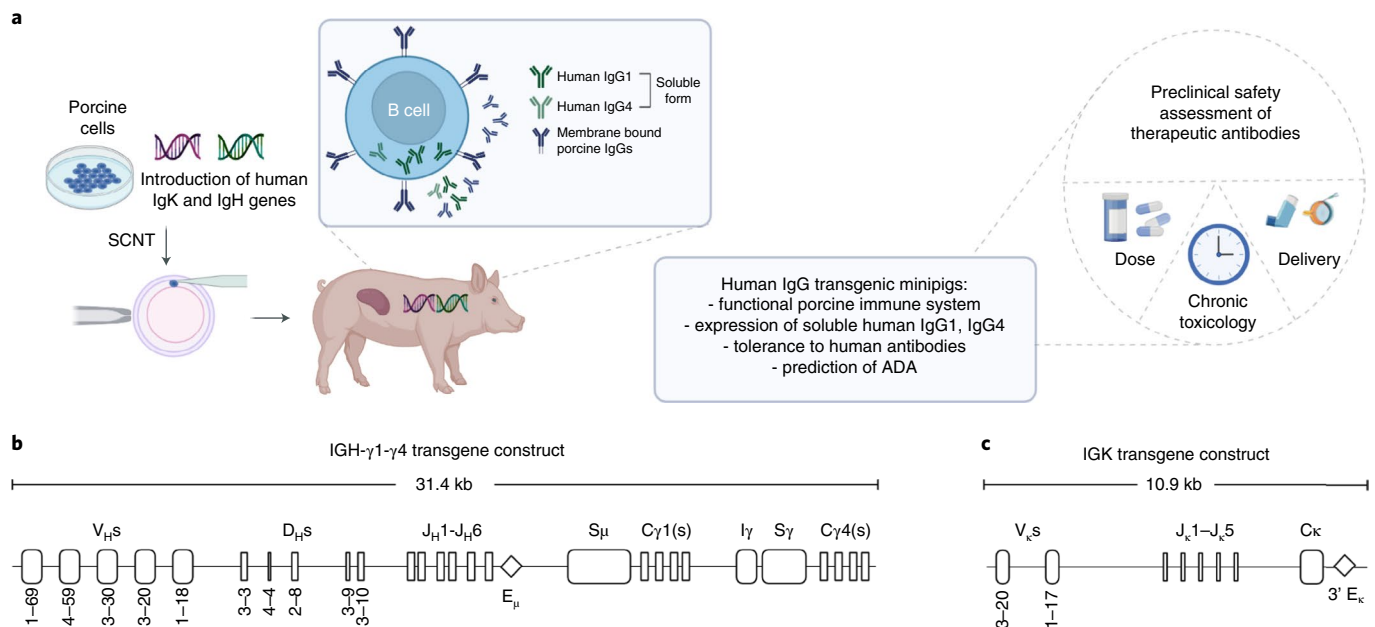 a
Porcine
cells
Introduction of human
IgK and IgH genes
SCNT
B cell
Human IgG1
Human IgG4
Soluble
form
Membrane bound
porcine IgGs
Human IgG transgenic minipigs:
- functional porcine immune system
- expression of soluble human IgG1, IgG4
- tolerance to human antibodies
- prediction of ADA
Preclinical safety
assessment of
therapeutic antibodies
Dose
Delivery
Chronic
toxicology
b
IGH-γ1-γ4 transgene construct
31.4 kb
VHs
DHs
JH1-JH6
Sμ
Cγ1(s)
Iγ
Sγ
Cγ4(s)
1–69
4–59
3–30
3–20
1–18
3–3
4–4
2–8
3–9
3–10
Eμ
c
IGK transgene construct
10.9 kb
Vκs
Jκ1–Jκ5
Cκ
3–20
1–17
3' Eκ